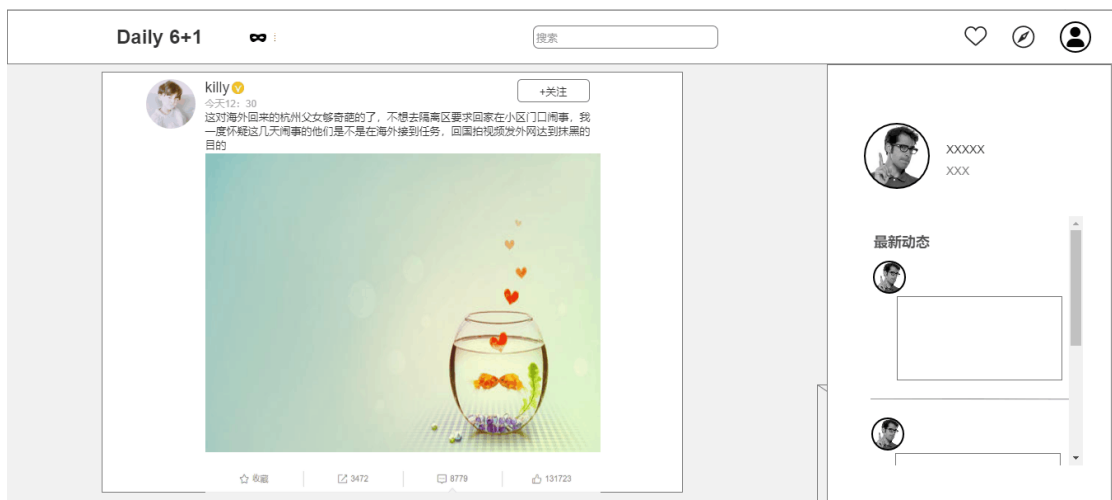 Daily 6+1
搜索
killy
+关注
今天12：30
这对海外回来的杭州父女够奇葩的了，不想去隔离区要求回家在小区门口闹事，我
一度怀疑这几天闹事的他们是不是在海外接到任务，回国拍视频发外网达到抹黑的
目的
3472
8779
131723
XXXXX
XXX
最新动态